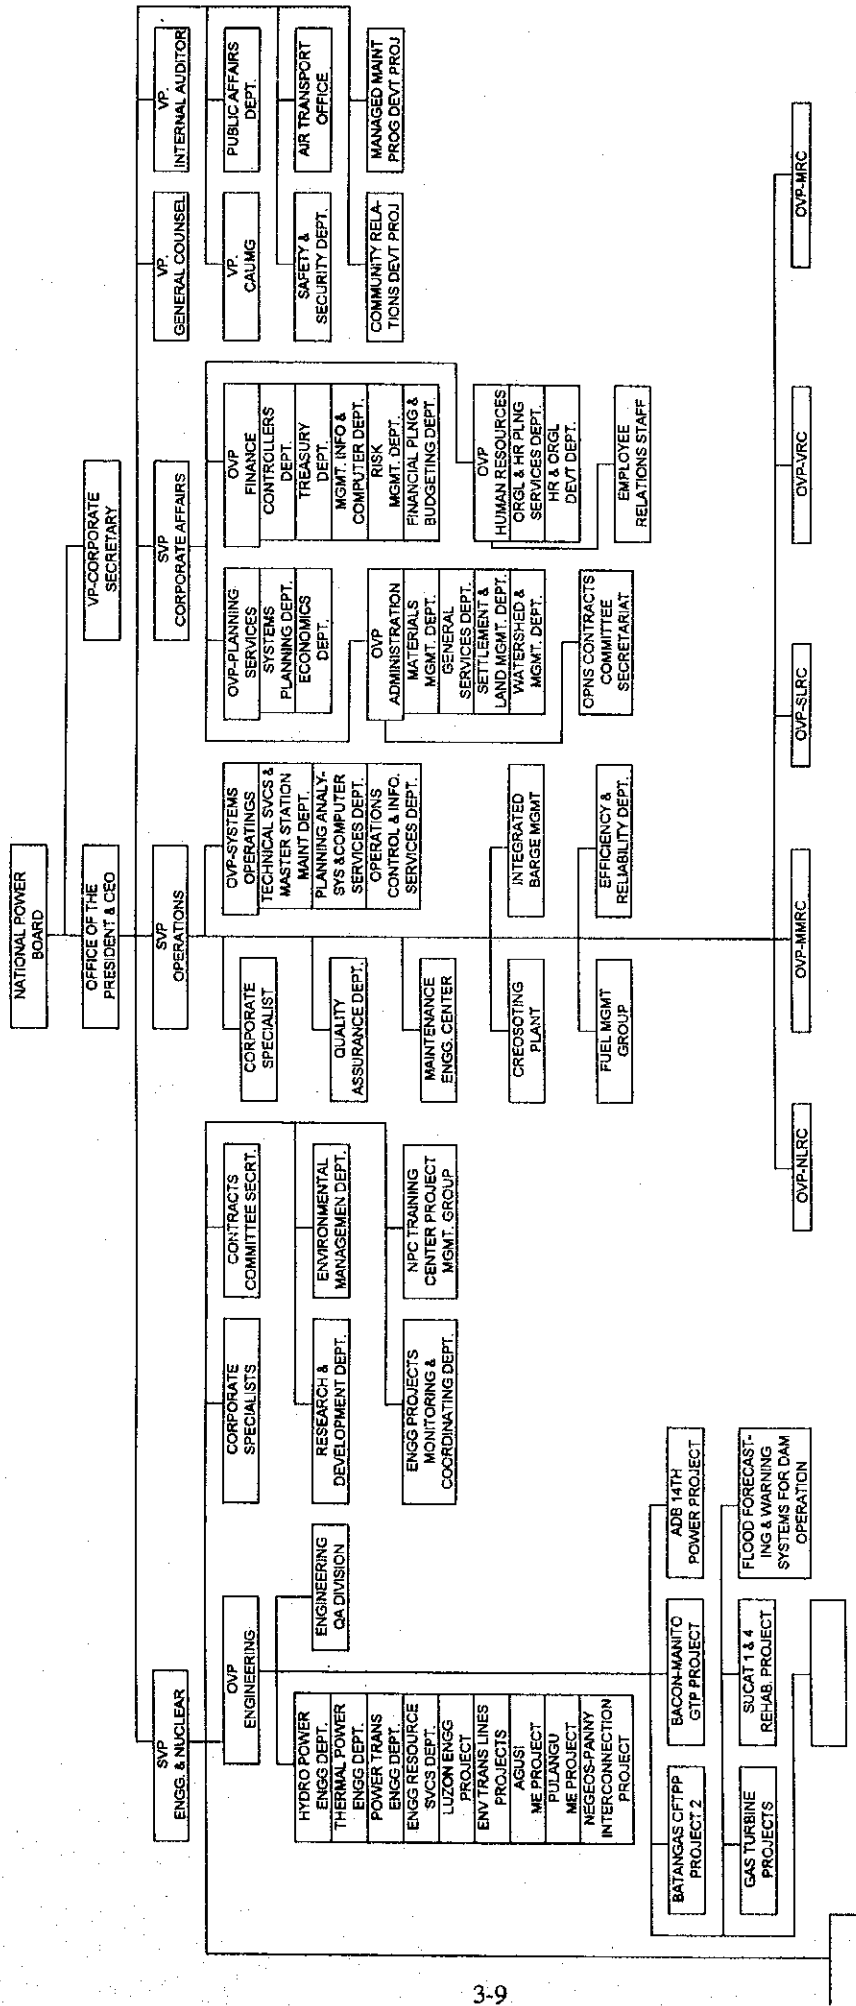 NATIONAL POWER
BOARD
VP-CORPORATE
SECRETARY
OFFICE OF THE
PRESIDENT & CEO
SVP
ENGG. & NUCLEAR
SVP
OPERATIONS
SVP
CORPORATE AFFAIRS
VP.
GENERAL COUNSEL
VP.
INTERNAL AUDITOR
VP.
CAUMG
PUBLIC AFFAIRS
DEPT.
SAFETY &
SECURITY DEPT.
AIR TRANSPORT
OFFICE
COMMUNITY RELA-
TIONS DEVT PROJ
MANAGED MAINT
PROG DEVT PROJ
OVP
ENGINEERING
CORPORATE
SPECIALISTS
CONTRACTS
COMMITTEE SECRT.
RESEARCH &
DEVELOPMENT DEPT.
ENVIRONMENTAL
MANAGEMEN DEPT.
ENGG PROJECTS
MONITORING &
COORDINATING DEPT.
NPC TRAINING
CENTER PROJECT
MGMT. GROUP
HYDRO POWER
ENGG DEPT.
THERMAL POWER
ENGG DEPT.
POWER TRANS
ENGG DEPT.
ENGG RESOURCE
SVCS DEPT.
LUZON ENGG
PROJECT
ENV TRANS LINES
PROJECTS
AGUSI
ME PROJECT
PULANGU
ME PROJECT
NEGEOS-PANNY
INTERCONNECTION
PROJECT
ENGINEERING
QA DIVISION
BATANGAS CFTPP
PROJECT 2
BACON-MANITO
GTP PROJECT
ADB 14TH
POWER PROJECT
GAS TURBINE
PROJECTS
SUCAT 1 & 4
REHAB. PROJECT
FLOOD FORECAST-
ING & WARNING
SYSTEMS FOR DAM
OPERATION
CORPORATE
SPECIALIST
OVP-SYSTEMS
OPERATINGS
TECHNICAL SVCS &
MASTER STATION
MAINT DEPT.
PLANNING ANALY-
SYS &COMPUTER
SERVICES DEPT.
OPERATIONS
CONTROL & INFO.
SERVICES DEPT.
QUALITY
ASSURANCE DEPT.
MAINTENANCE
ENGG. CENTER
CREOSOTING
PLANT
INTEGRATED
BARGE MGMT
FUEL MGMT
GROUP
EFFICIENCY &
RELIABILITY DEPT.
OVP-PLANNING
SERVICES
SYSTEMS
PLANNING DEPT.
ECONOMICS
DEPT.
OVP
FINANCE
CONTROLLERS
DEPT.
TREASURY
DEPT.
MGMT. INFO &
COMPUTER DEPT.
RISK
MGMT. DEPT.
FINANCIAL PLNG &
BUDGETING DEPT.
OVP
ADMINISTRATION
MATERIALS
MGMT. DEPT.
GENERAL
SERVICES DEPT.
SETTLEMENT &
LAND MGMT. DEPT.
WATERSHED &
MGMT. DEPT.
OPNS CONTRACTS
COMMITTEE
SECRETARIAT
OVP
HUMAN RESOURCES
ORGL & HR PLNG
SERVICES DEPT.
HR & ORGL
DEVT DEPT.
EMPLOYEE
RELATIONS STAFF
OVP-NLRC
OVP-MMRC
OVP-SLRC
OVP-VRC
OVP-MRC
3-9